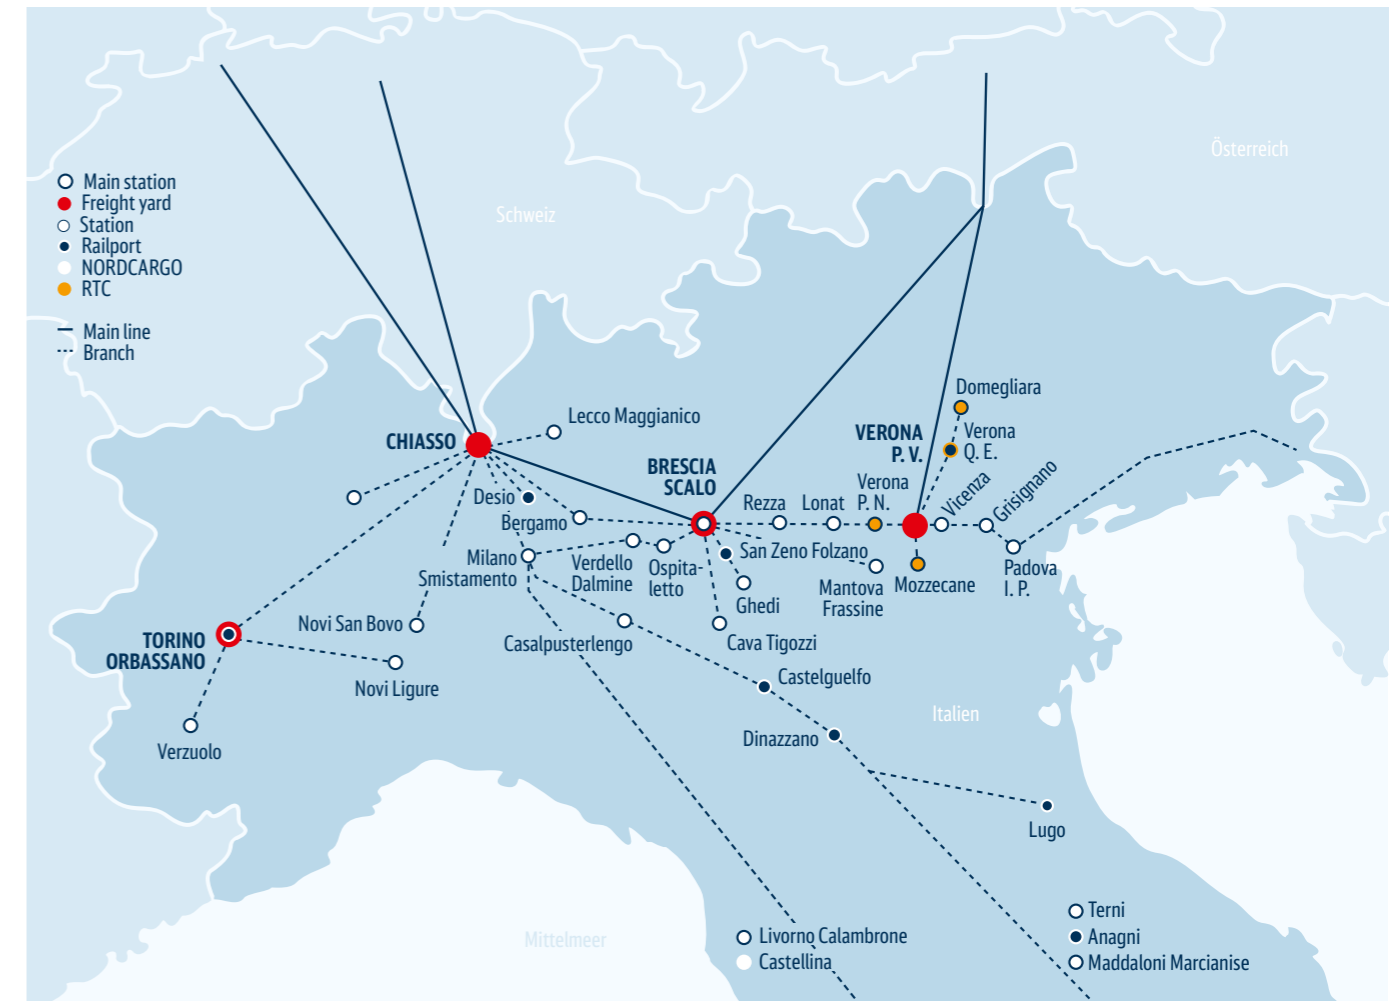 Österreich
Schweiz
Main station
Freight yard
Station
Railport
NORDCARGO
RTC
Main line
Branch
Domegliara
Lecco Maggianico
CHIASSO
VERONA
P. V.
Verona
Q. E.
BRESCIA
SCALO
Verona
P. N.
Vicenza
Grisignano
Desio
Rezza
Lonat
Bergamo
Milano
Smistamento
Verdello
Dalmine
Ospita-
letto
San Zeno Folzano
Ghedi
Mantova
Frassine
Mozzecane
Padova
I. P.
Novi San Bovo
TORINO
ORBASSANO
Casalpusterlengo
Cava Tigozzi
Novi Ligure
Castelguelfo
Italien
Verzuolo
Dinazzano
Lugo
Mittelmeer
Livorno Calambrone
Castellina
Terni
Anagni
Maddaloni Marcianise